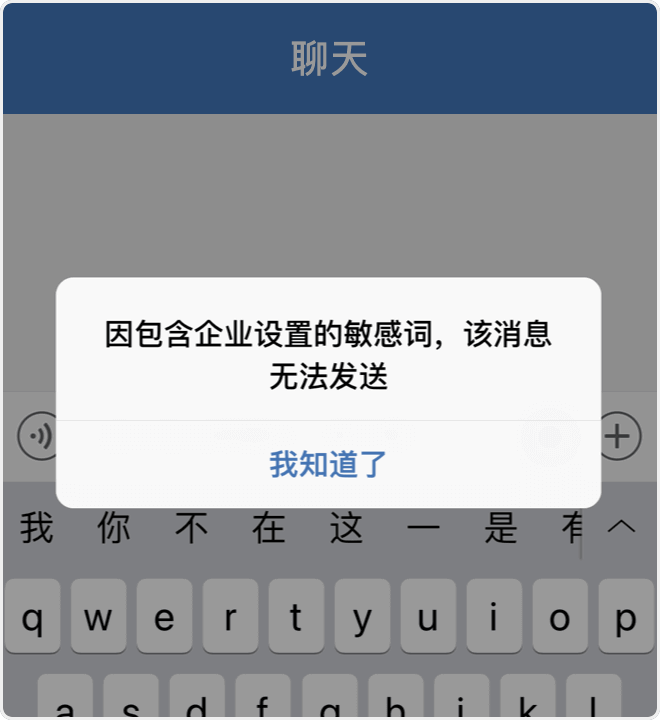 聊天
因包含企业设置的敏感词，该消息
无法发送
我知道了
我 你 不 在 这 一 是
q w e r t y u i o p
a s d f g h j k l